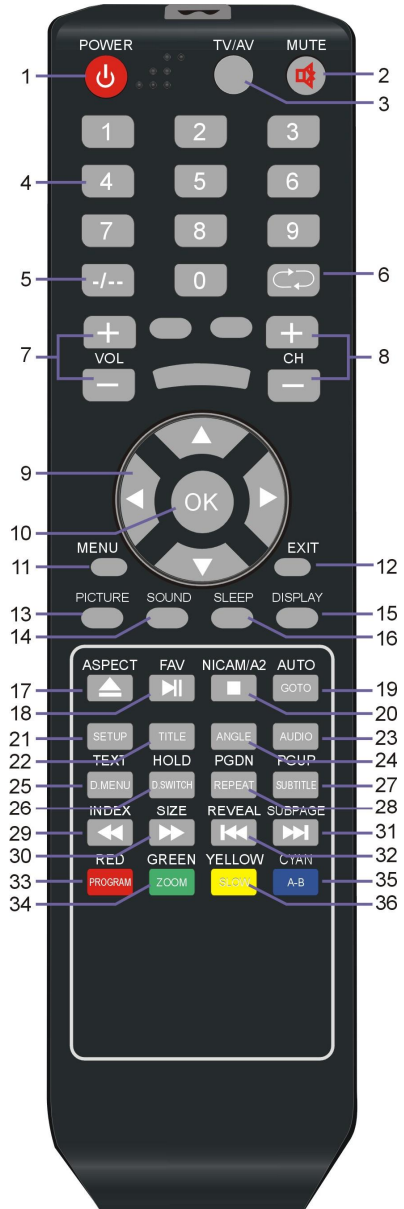 POWER TV/AV MUTE
1 2
3
1 2 3
4 4 5 6
7 8 9
5 -/-- 0 6
+ +
7 VOL CH 8
− −
9
10 OK
MENU EXIT
11 12
PICTURE SOUND SLEEP DISPLAY
13 15
14 16
ASPECT FAV NICAM/A2 AUTO
17 GOTO 19
18 20
21 SETUP TITLE ANGLE AUDIO 23
22 24
TEXT HOLD PGDN PGUP
25 D.MENU D.SWITCH REPEAT SUBTITLE 27
26 28
INDEX SIZE REVEAL SUBPAGE
29 31
30 32
RED GREEN YELLOW CYAN
33 PROGRAM ZOOM SLOW A-B 35
34 36